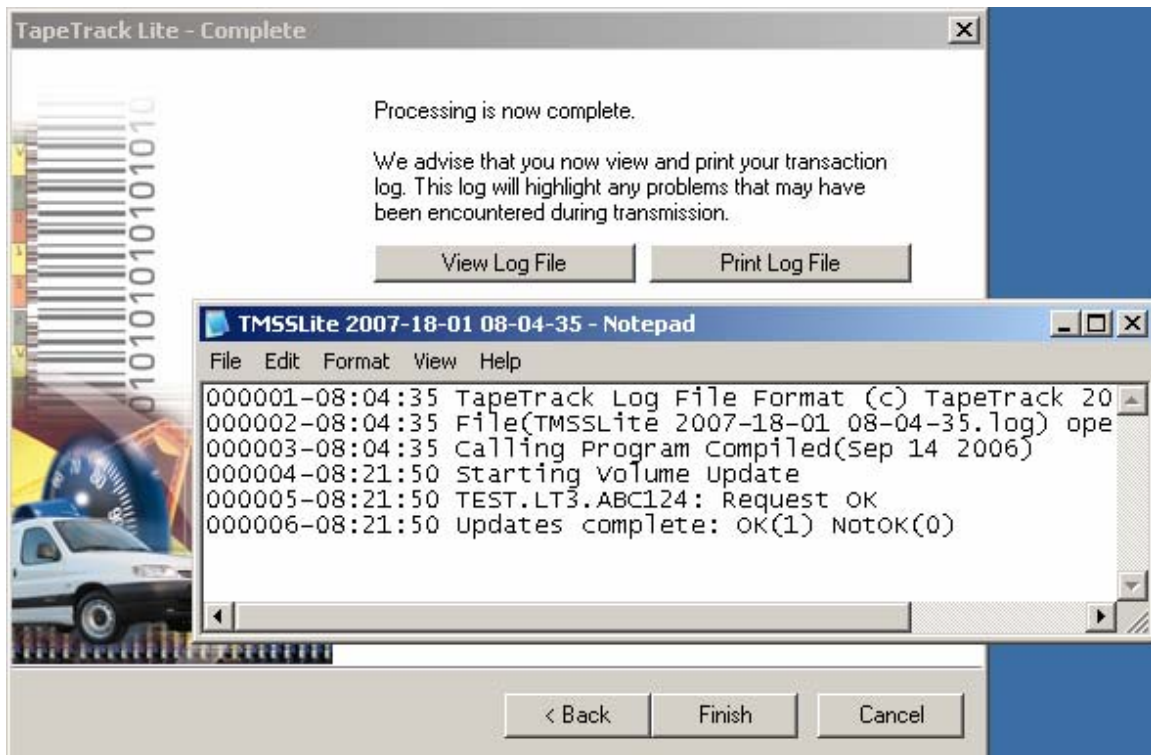 TapeTrack Lite - Complete
Processing is now complete.
We advise that you now view and print your transaction
log. This log will highlight any problems that may have
been encountered during transmission.
View Log File
Print Log File
TMSSLite 2007-18-01 08-04-35 - Notepad
File Edit Format View Help
000001-08:04:35 TapeTrack Log File Format (c) TapeTrack 20
000002-08:04:35 File(TMSSLite 2007-18-01 08-04-35.log) ope
000003-08:04:35 Calling Program Compiled(Sep 14 2006)
000004-08:21:50 Starting Volume Update
000005-08:21:50 TEST.LT3.ABC124: Request OK
000006-08:21:50 Updates complete: OK(1) NotOK(0)
< Back
Finish
Cancel